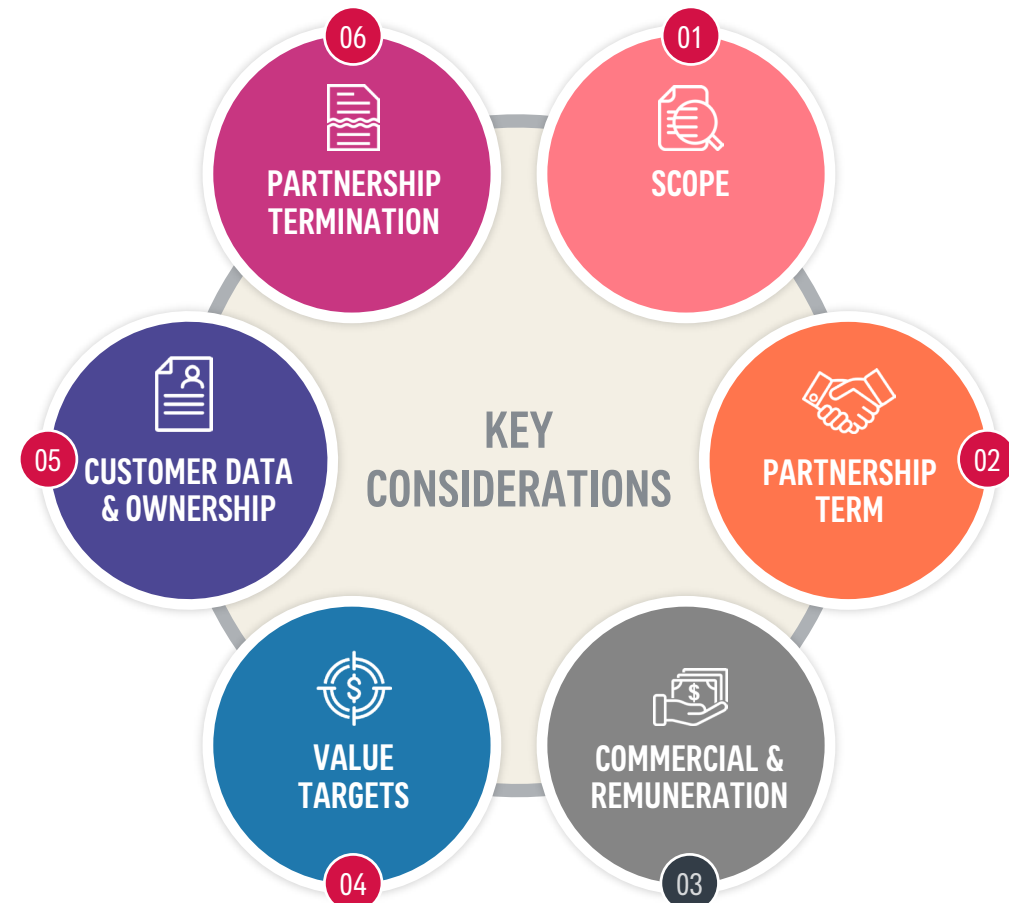 06
PARTNERSHIP
TERMINATION
01
SCOPE
KEY
CONSIDERATIONS
05
CUSTOMER DATA
& OWNERSHIP
PARTNERSHIP
TERM
02
VALUE
TARGETS
04
COMMERCIAL &
REMUNERATION
03